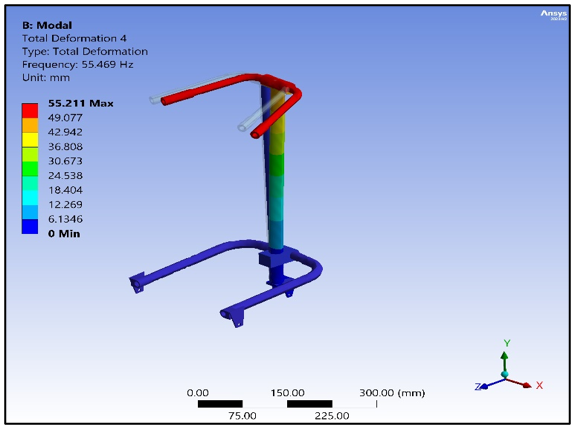 Ansys
B: Modal
Total Deformation 4
Type: Total Deformation
Frequency: 55.469 Hz
Unit: mm
55.211 Max
49.077
42.942
36.808
30.673
24.538
18.404
12.269
6.1346
0 Min
Y
Z
X
0.00 150.00 300.00 (mm)
75.00 225.00